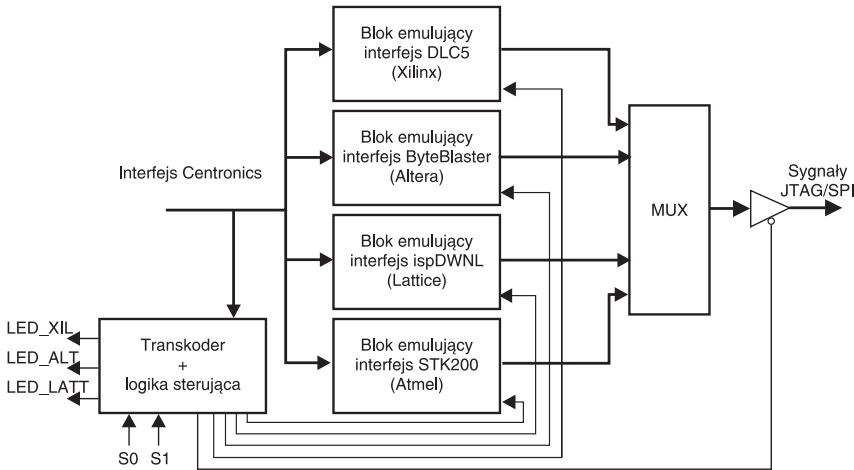 Blok emulujący
interfejs DLC5
(Xilinx)
Blok emulujący
interfejs ByteBlaster
(Altera)
Interfejs Centronics
Sygnały
JTAG/SPI
MUX
Blok emulujący
interfejs ispDWNL
(Lattice)
LED_XIL
LED_ALT
LED_LATT
Transkoder
+
logika sterująca
Blok emulujący
interfejs STK200
(Atmel)
S0 S1